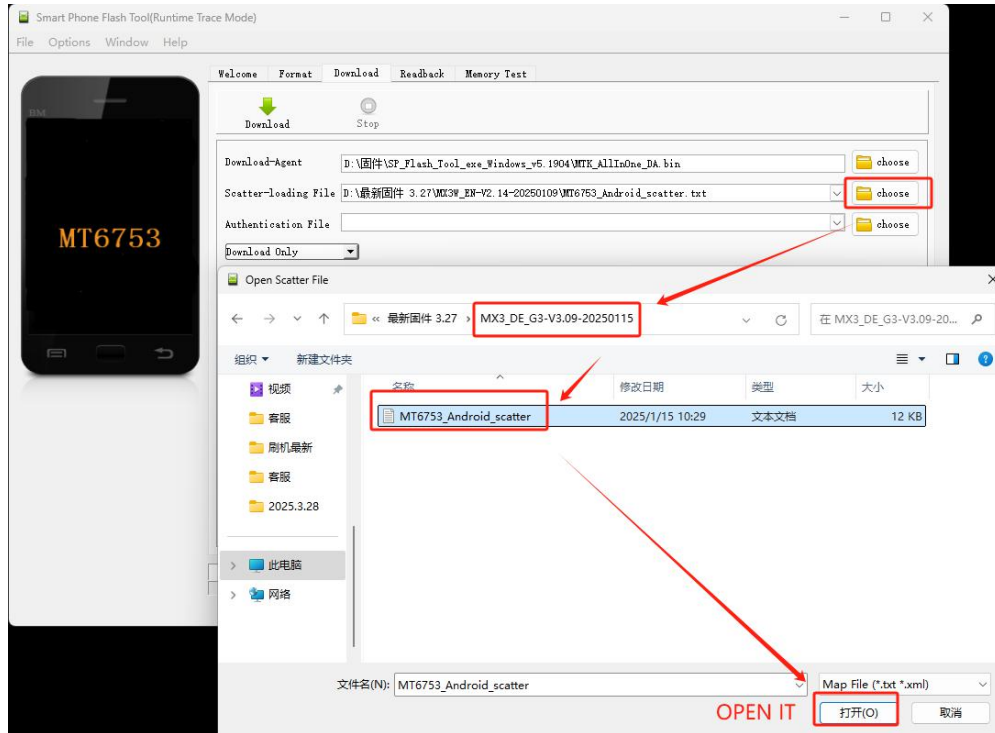 Smart Phone Flash Tool(Runtime Trace Mode)
File Options Window Help
Welcome Format Download Readback Memory Test
BM
Download Stop
Download-Agent D:\固件\SP_Flash_Tool_exe_Windows_v5.1904\MTK_AllInOne_DA.bin choose
Scatter-loading File D:\最新固件 3.27\MX3W_EN-V2.14-20250109\MT6753_Android_scatter.txt choose
Authentication File choose
MT6753
Download Only
Open Scatter File
« 最新固件 3.27 › MX3_DE_G3-V3.09-20250115 在 MX3_DE_G3-V3.09-20...
组织 新建文件夹
名称 修改日期 类型 大小
视频
MT6753_Android_scatter 2025/1/15 10:29 文本文档 12 KB
客服
刷机最新
客服
2025.3.28
此电脑
网络
文件名(N): MT6753_Android_scatter Map File (*.txt *.xml)
OPEN IT 打开(O) 取消